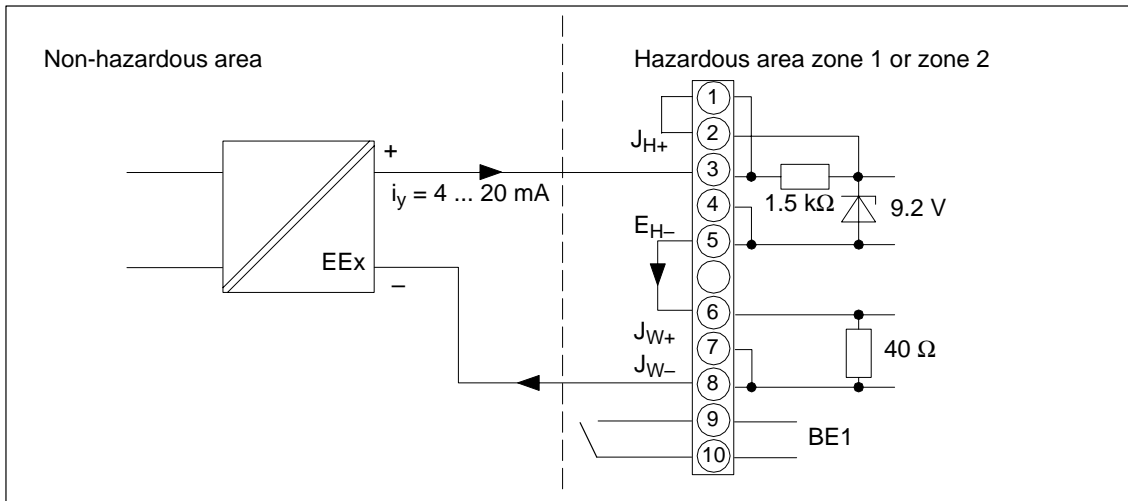 Non-hazardous area
Hazardous area zone 1 or zone 2
1
2
J_H+
+
3
i_y = 4 ... 20 mA
1.5 kΩ
9.2 V
4
E_H–
5
EEx
–
6
J_W+
7
40 Ω
J_W–
8
9
BE1
10